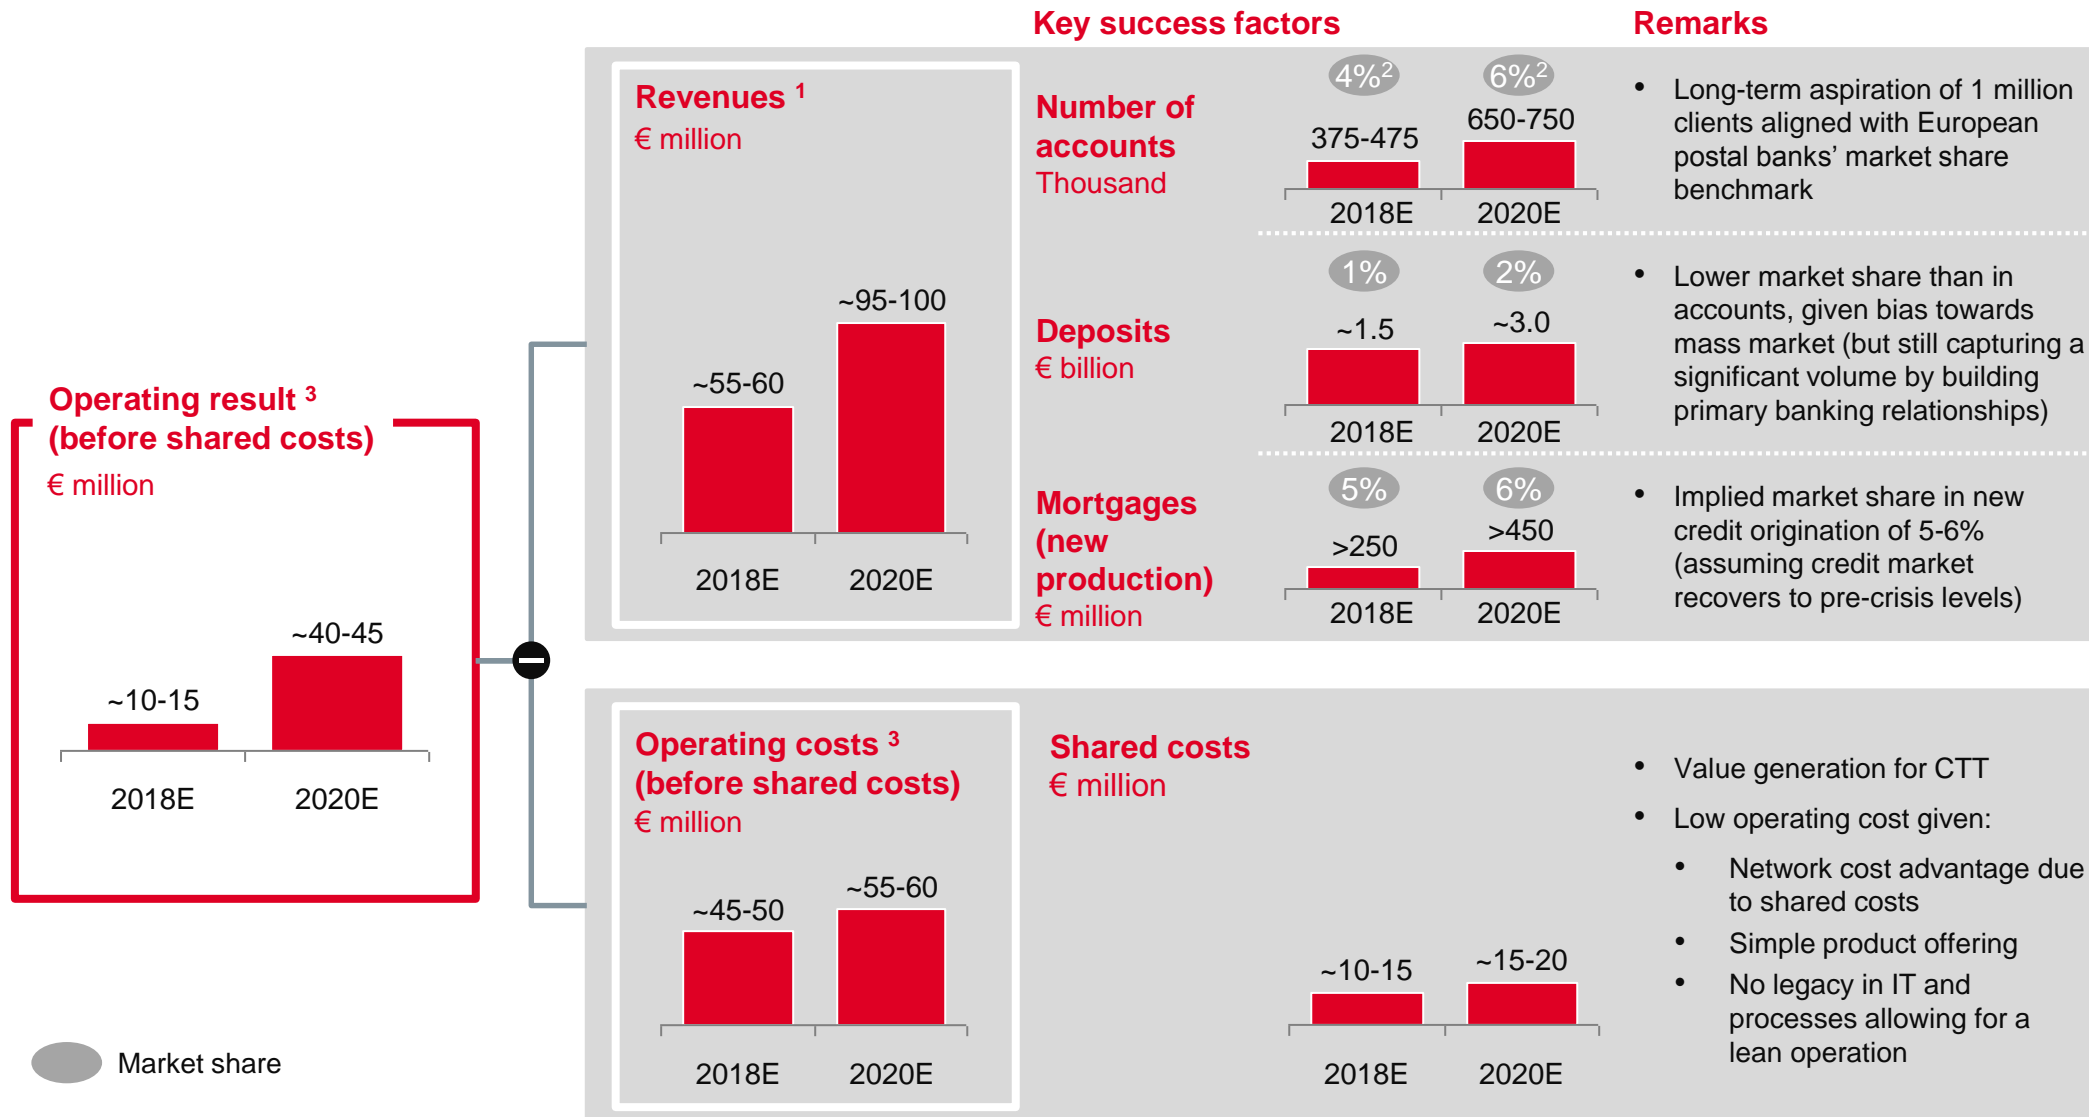 Key success factors
Remarks
Revenues 1
€ million
~55-60
~95-100
2018E
2020E
Number of
accounts
Thousand
4%2
6%2
375-475
650-750
2018E
2020E
• Long-term aspiration of 1 million
clients aligned with European
postal banks’ market share
benchmark
Deposits
€ billion
1%
2%
~1.5
~3.0
2018E
2020E
• Lower market share than in
accounts, given bias towards
mass market (but still capturing a
significant volume by building
primary banking relationships)
Mortgages
(new
production)
€ million
5%
6%
>250
>450
2018E
2020E
• Implied market share in new
credit origination of 5-6%
(assuming credit market
recovers to pre-crisis levels)
Operating result 3
(before shared costs)
€ million
~10-15
~40-45
2018E
2020E
Operating costs 3
(before shared costs)
€ million
~45-50
~55-60
2018E
2020E
Shared costs
€ million
~10-15
~15-20
2018E
2020E
• Value generation for CTT
• Low operating cost given:
• Network cost advantage due
to shared costs
• Simple product offering
• No legacy in IT and
processes allowing for a
lean operation
Market share